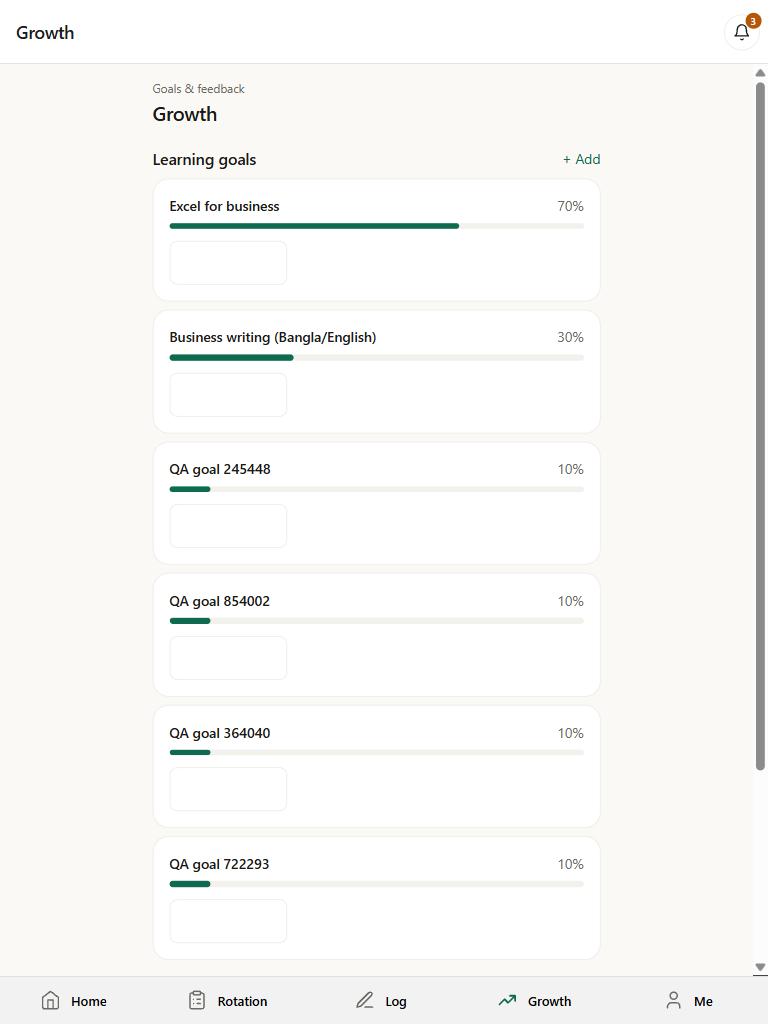 Growth
3
Goals & feedback
Growth
Learning goals
+ Add
Excel for business
70%
Business writing (Bangla/English)
30%
QA goal 245448
10%
QA goal 854002
10%
QA goal 364040
10%
QA goal 722293
10%
Home
Rotation
Log
Growth
Me